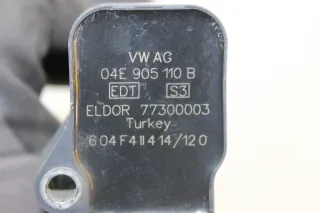 VW AG
04E 905 110 B
EDT S3
ELDOR 77300003
Turkey
604F411414/120